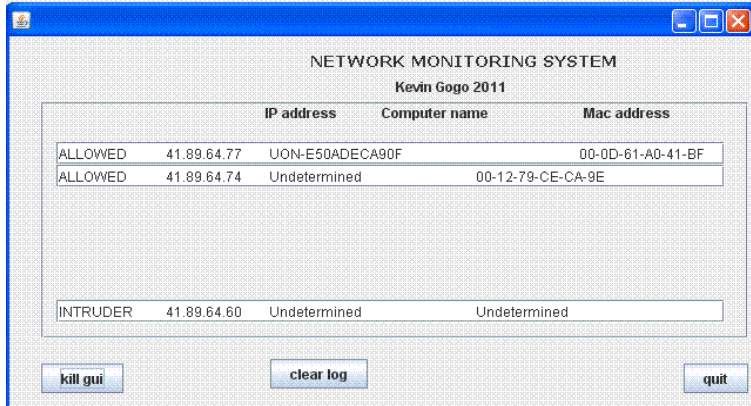 NETWORK MONITORING SYSTEM
Kevin Gogo 2011
IP address Computer name Mac address
ALLOWED 41.89.64.77 UON-E50ADECA90F 00-0D-61-A0-41-BF
ALLOWED 41.89.64.74 Undetermined 00-12-79-CE-CA-9E
INTRUDER 41.89.64.60 Undetermined Undetermined
kill gui clear log quit